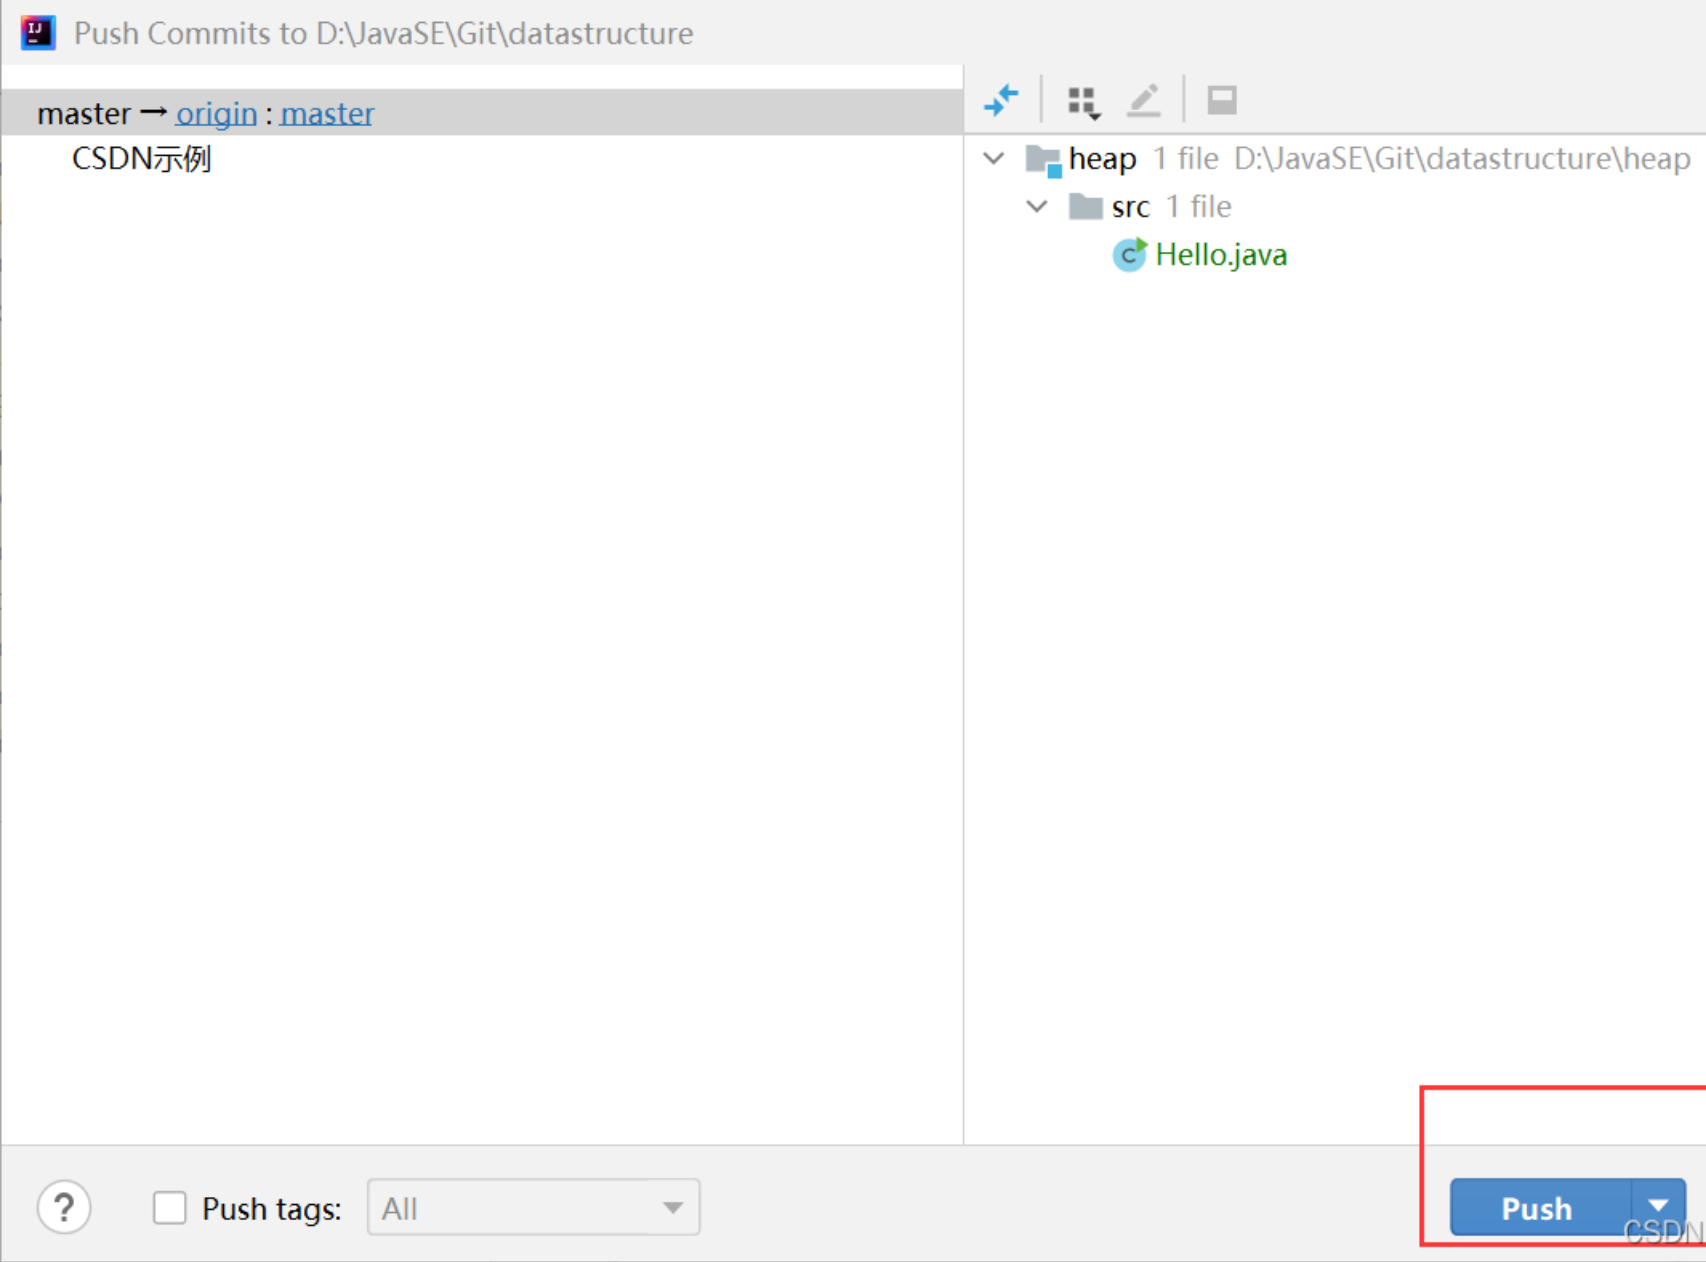 Push Commits to D:\JavaSE\Git\datastructure
master → origin : master
CSDN示例
heap 1 file D:\JavaSE\Git\datastructure\heap
src 1 file
Hello.java
? Push tags: All
Push
CSDN